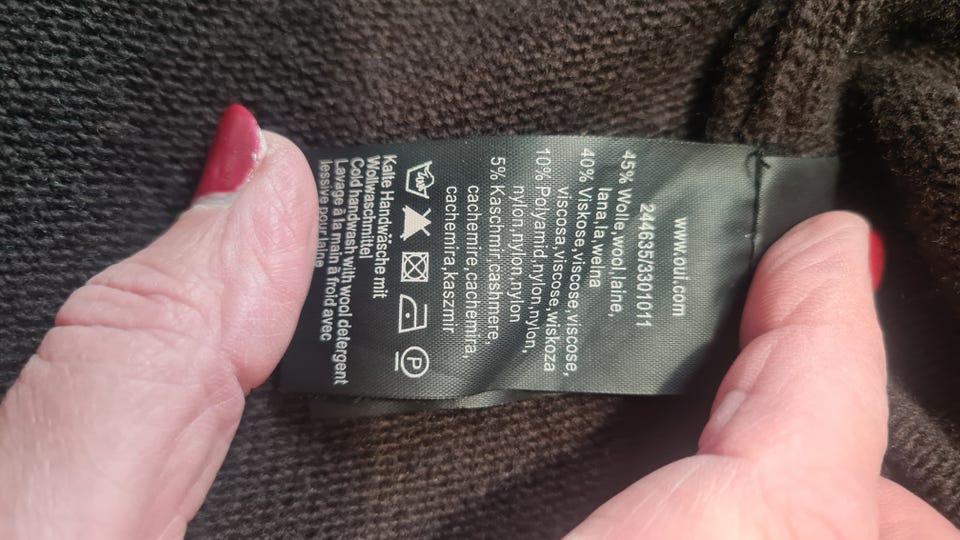 www.oui.com
244635/3301011
45% Wolle,wool,laine,
lana,la,wełna
40% Viskose,viscose,viscose,
viscosa,viscose,wiskoza
10% Polyamid,nylon,nylon,
nylon,nylon,nylon
5% Kaschmir,cashmere,
cachemire,cachemira,
cachemira,kaszmir
P
Kalte Handwäsche mit
Wollwaschmittel
Cold handwash with wool detergent
Lavage à la main à froid avec
lessive pour laine